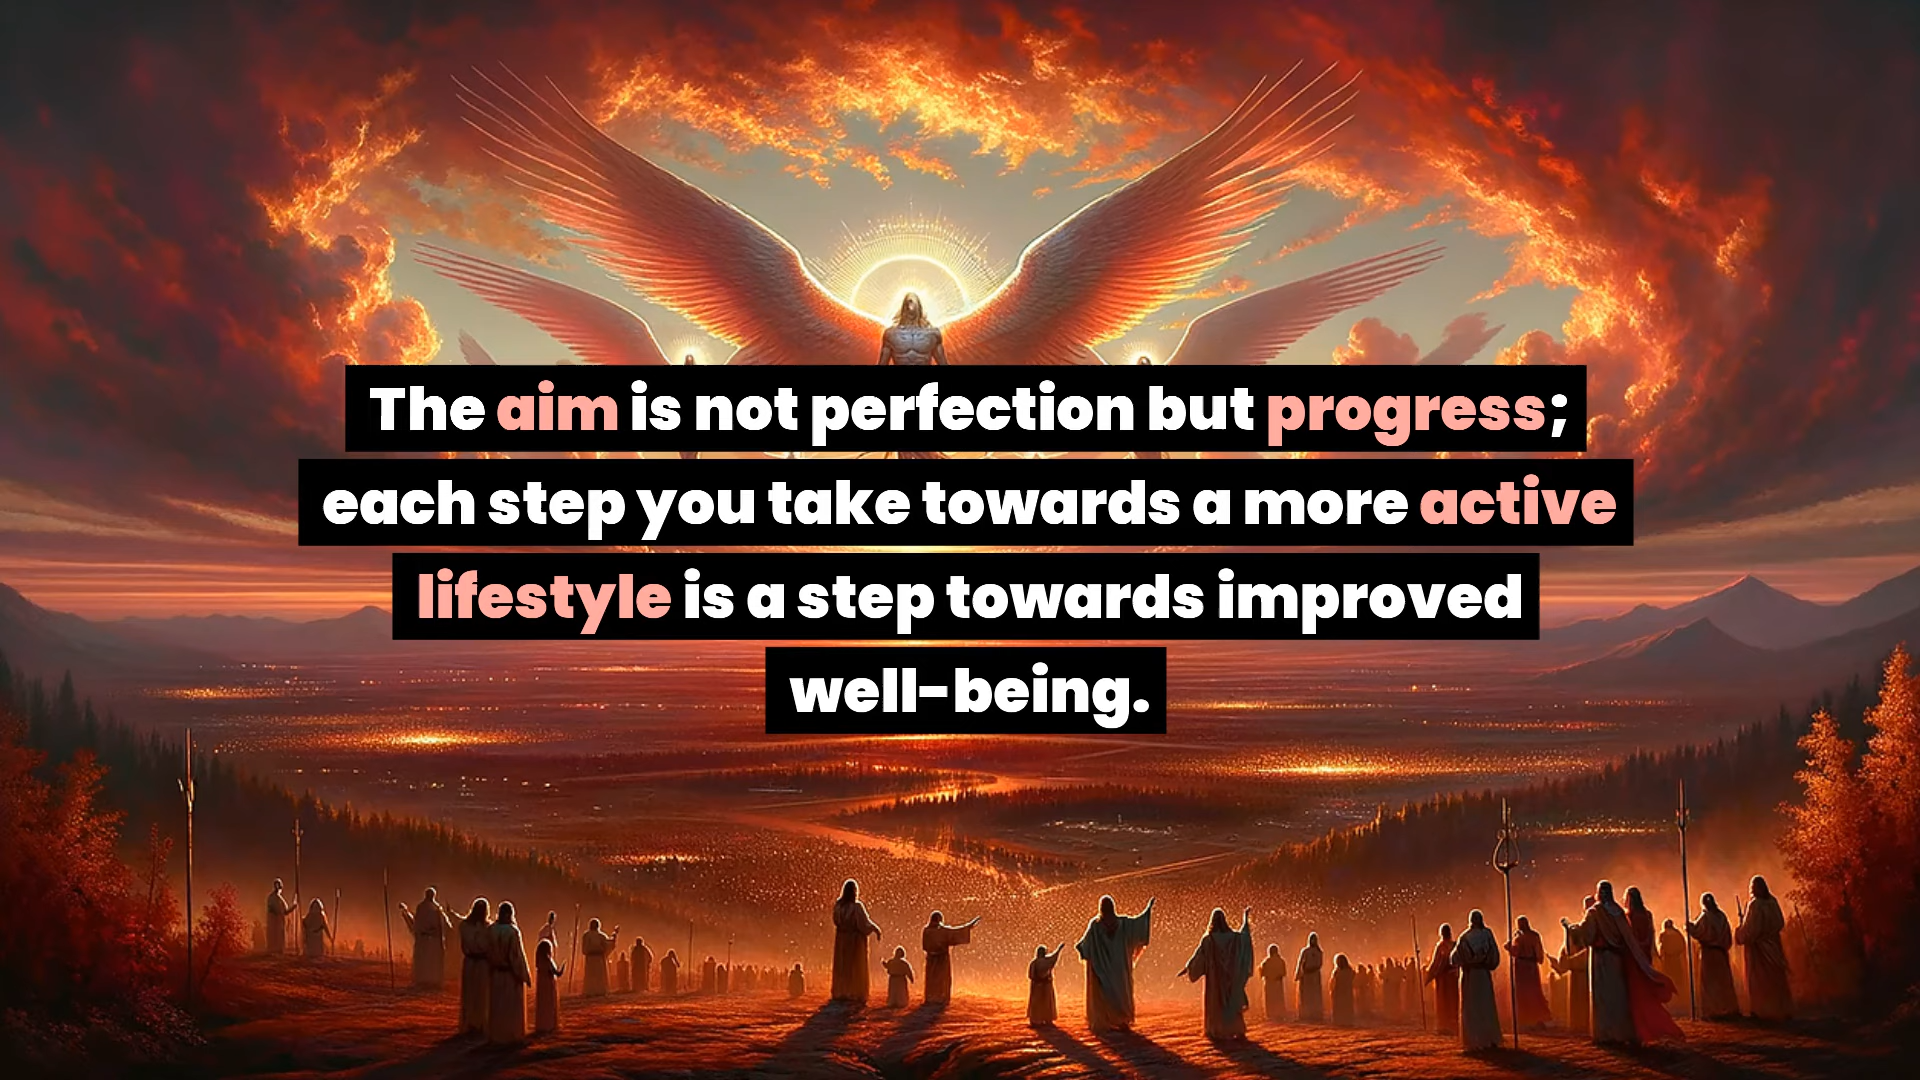 The aim is not perfection but progress;
each step you take towards a more active
lifestyle is a step towards improved
well-being.